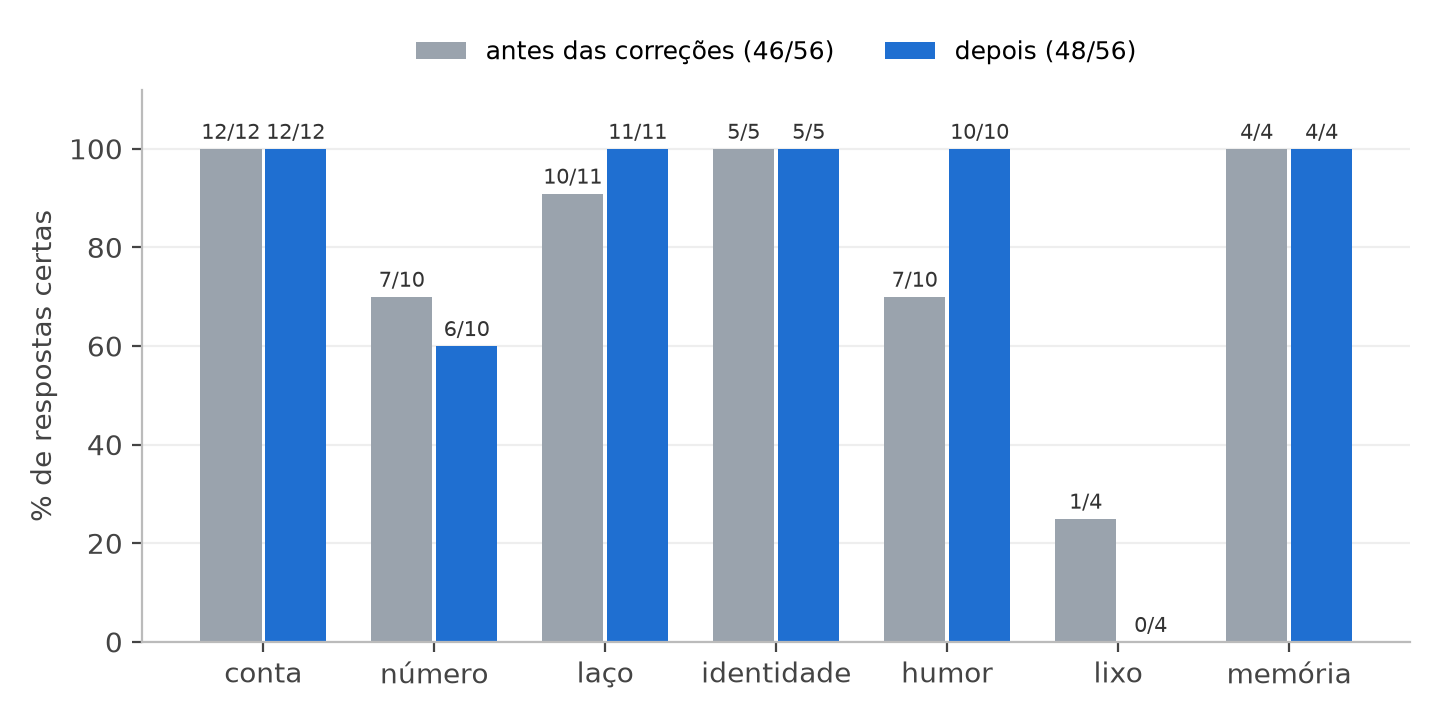 antes das correções (46/56) depois (48/56)
12/12 12/12 7/10 6/10 10/11 11/11 5/5 5/5 7/10 10/10 1/4 0/4 4/4 4/4
% de respostas certas
100
80
60
40
20
0
conta número laço identidade humor lixo memória